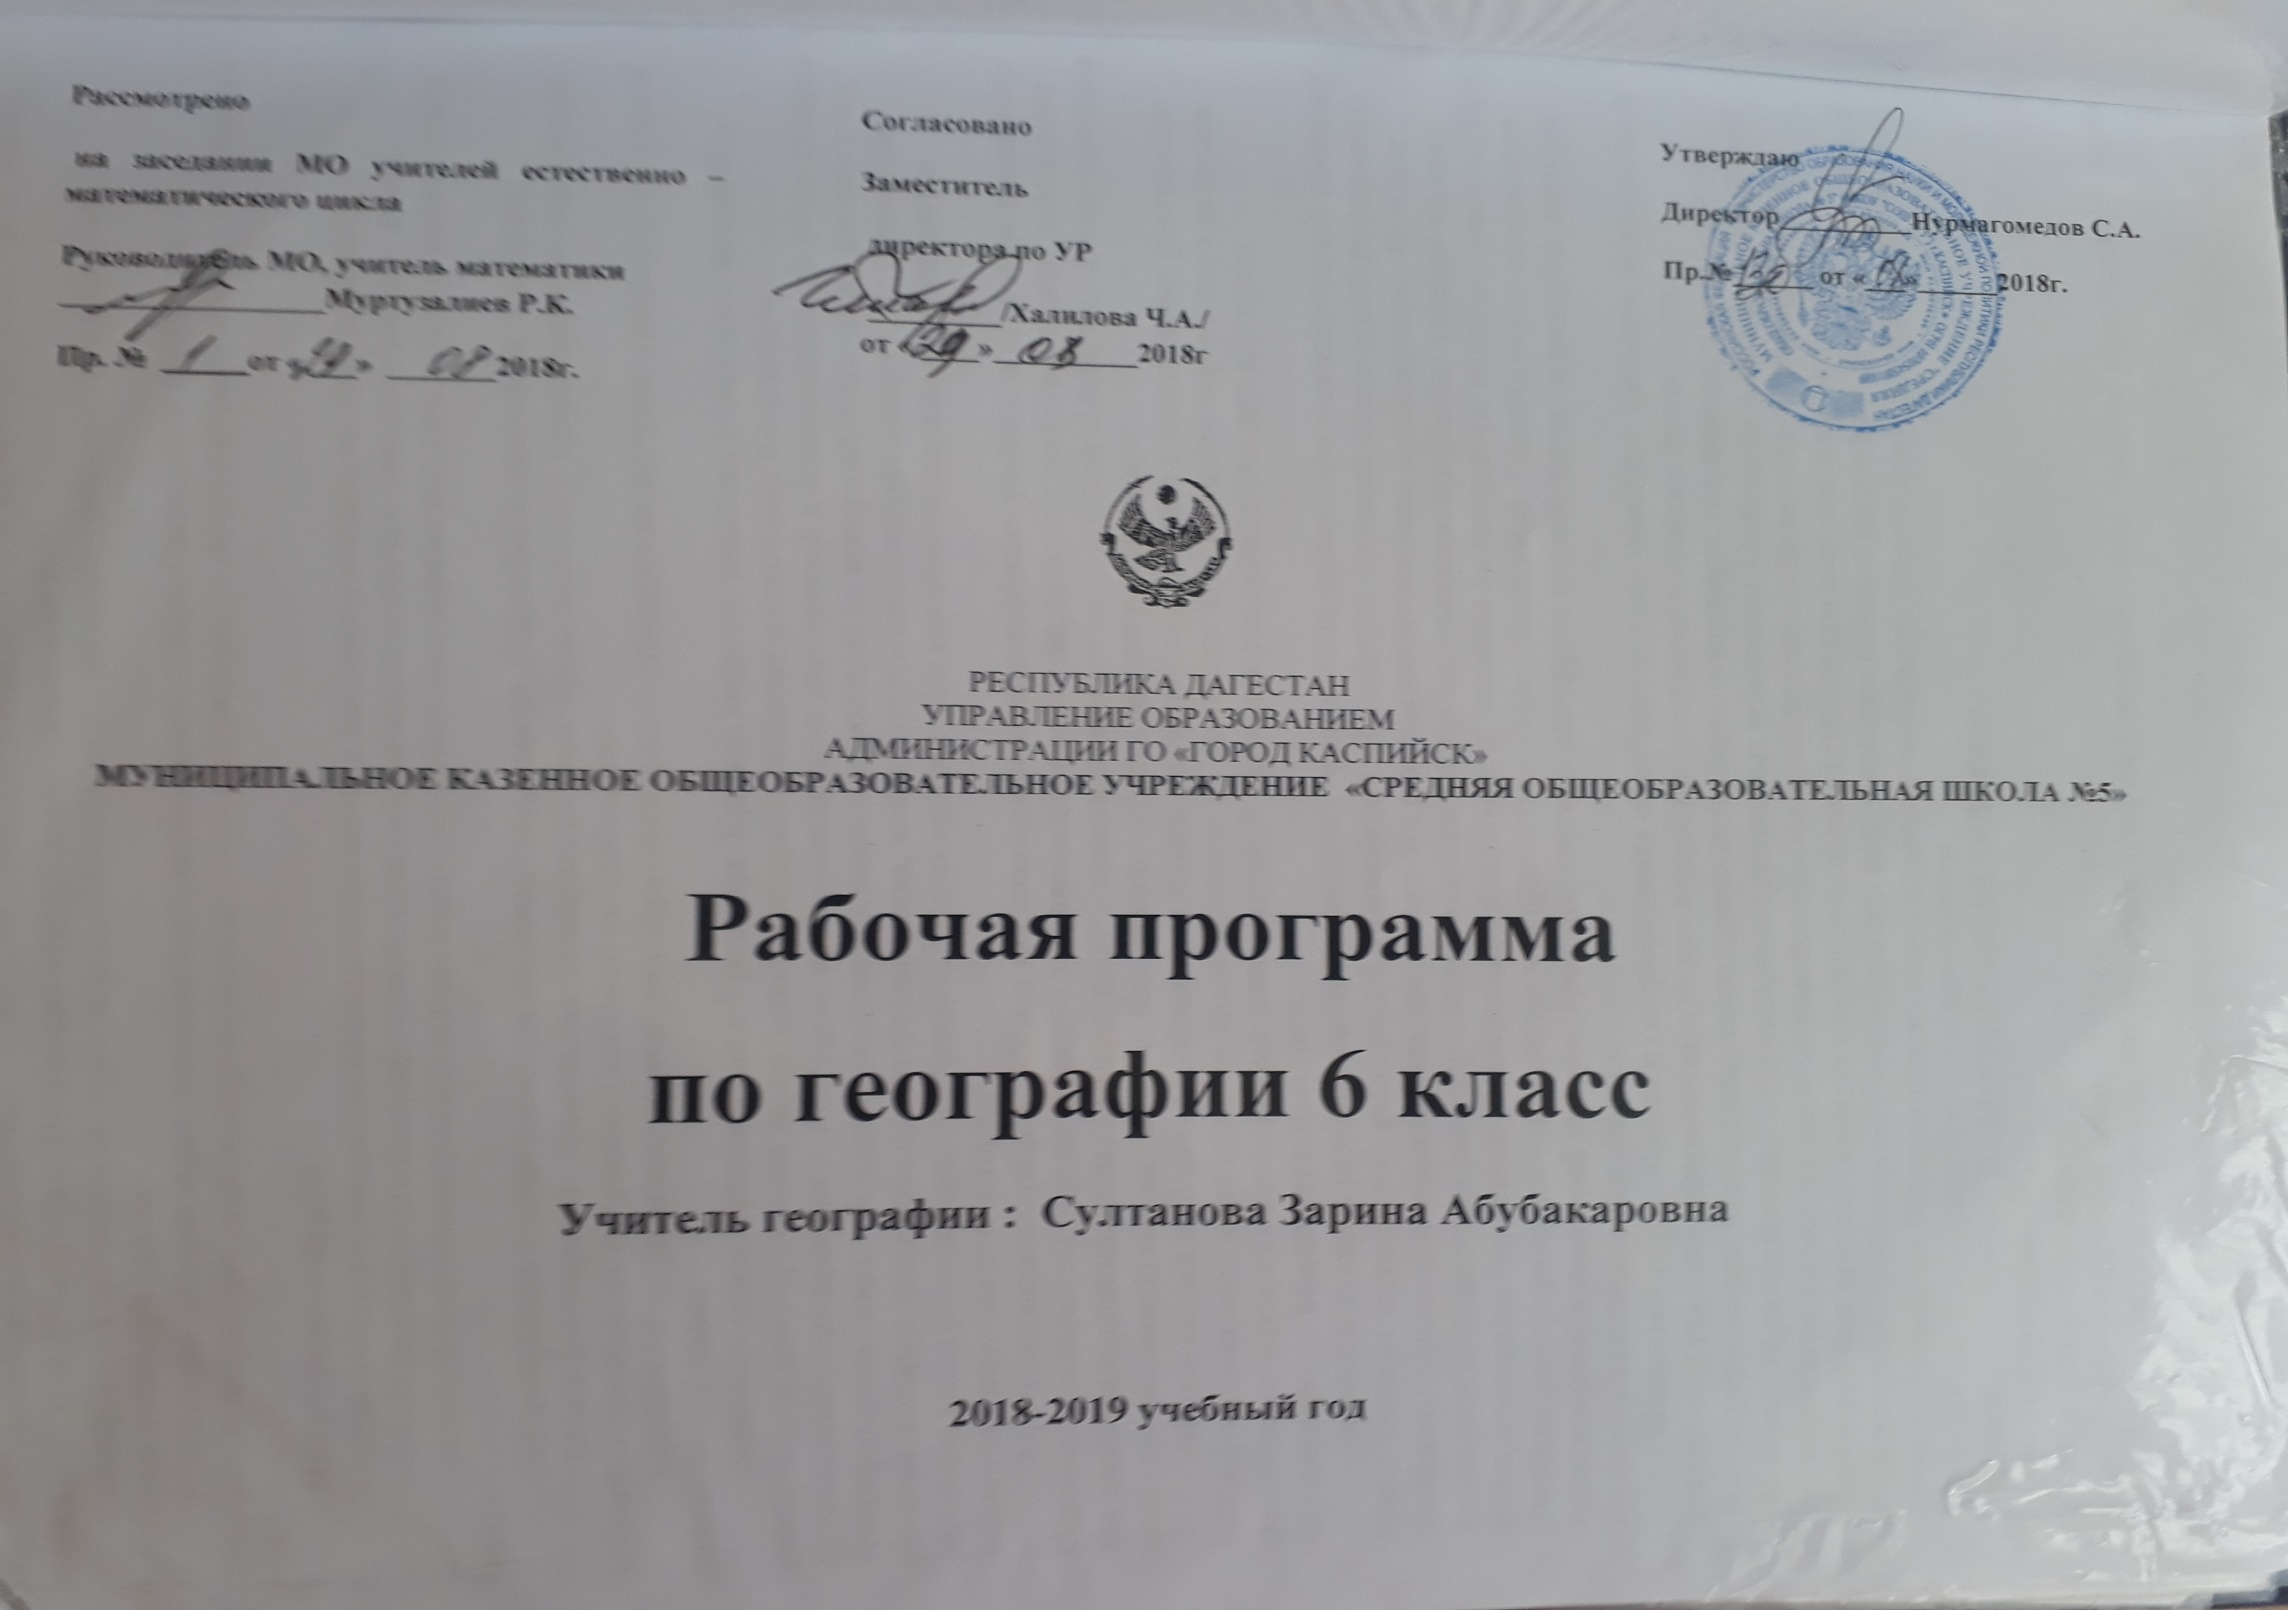 Рассмотрено
на заседании МО учителей естественно –
математического цикла
Руководитель МО, учитель математики
Муртузалиев Р.К.
Пр. № 1 от « » 08 2018г.
Согласовано
Заместитель
директора по УР
/Халилова Ч.А./
от «29» 08 2018г
Утверждаю
Директор Нурмагомедов С.А.
Пр.№ от « » 2018г.
РЕСПУБЛИКА ДАГЕСТАН
УПРАВЛЕНИЕ ОБРАЗОВАНИЕМ
АДМИНИСТРАЦИИ ГО «ГОРОД КАСПИЙСК»
МУНИЦИПАЛЬНОЕ КАЗЕННОЕ ОБЩЕОБРАЗОВАТЕЛЬНОЕ УЧРЕЖДЕНИЕ «СРЕДНЯЯ ОБЩЕОБРАЗОВАТЕЛЬНАЯ ШКОЛА №5»
Рабочая программа
по географии 6 класс
Учитель географии : Султанова Зарина Абубакаровна
2018-2019 учебный год